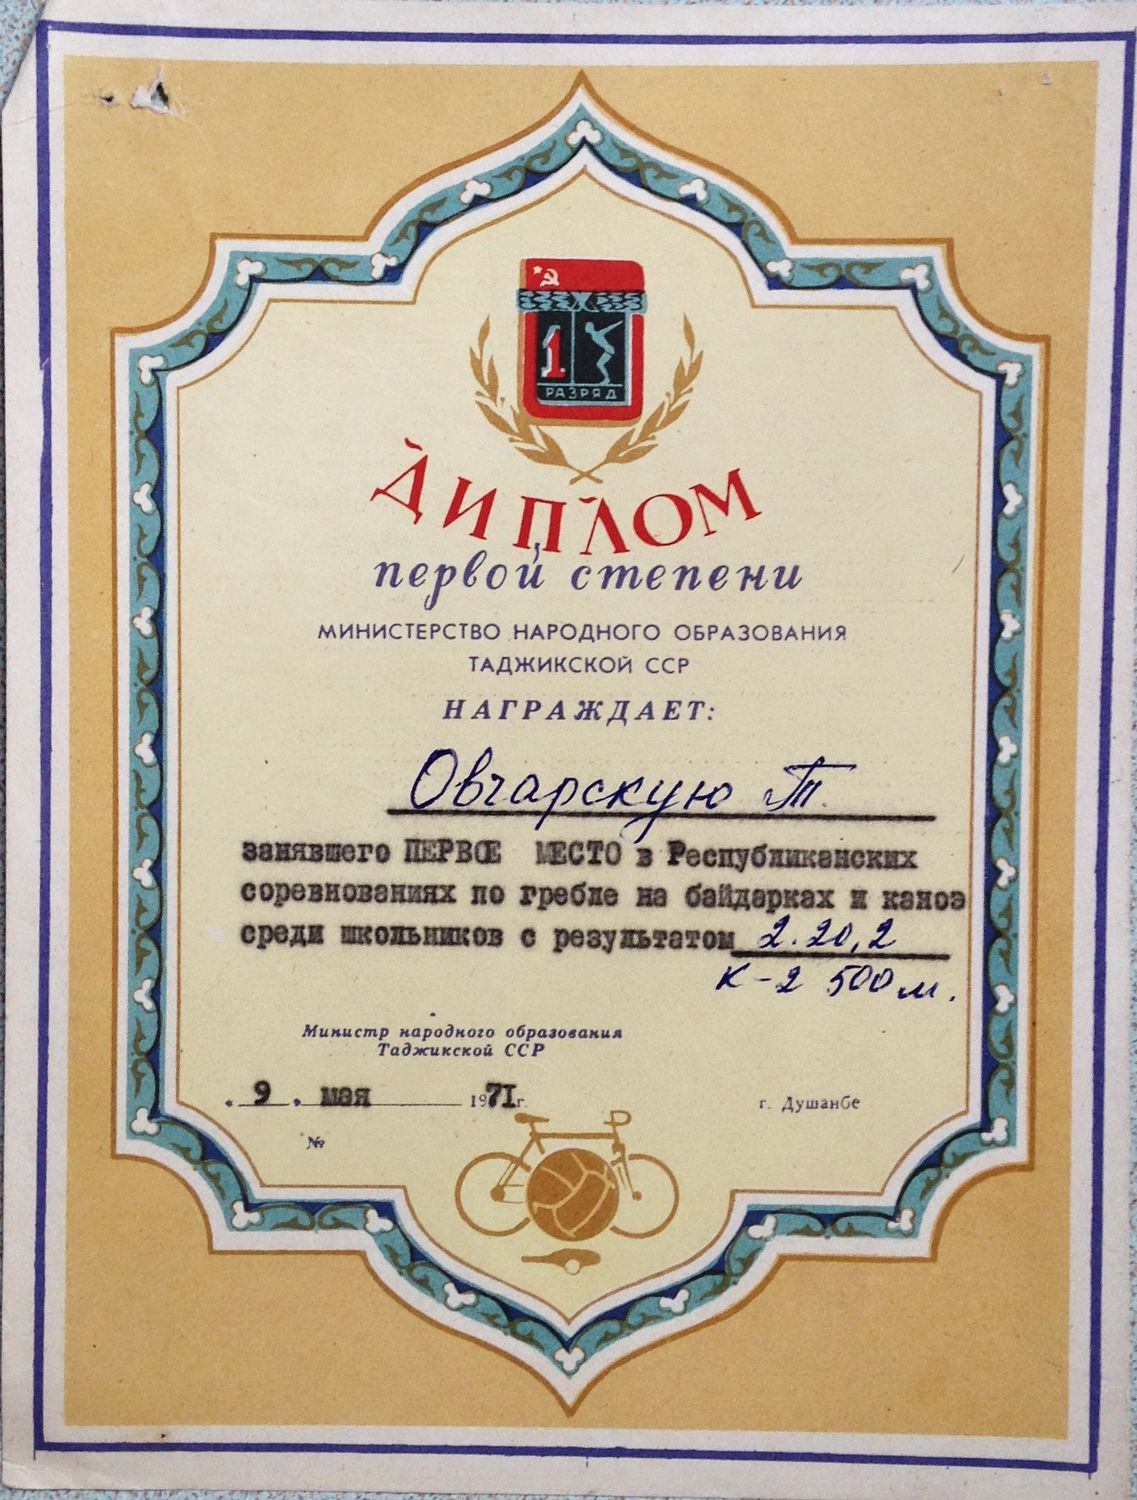 1
РАЗРЯД
ДИПЛОМ
первой степени
МИНИСТЕРСТВО НАРОДНОГО ОБРАЗОВАНИЯ
ТАДЖИКСКОЙ ССР
НАГРАЖДАЕТ:
Овчарскую Т.
занявшего ПЕРВОЕ МЕСТО в Республиканских
соревнованиях по гребле на байдарках и каноэ
среди школьников с результатом 2.20,2
К-2 500 м.
Министр народного образования
Таджикской ССР
"9" мая 1971г. г. Душанбе
№